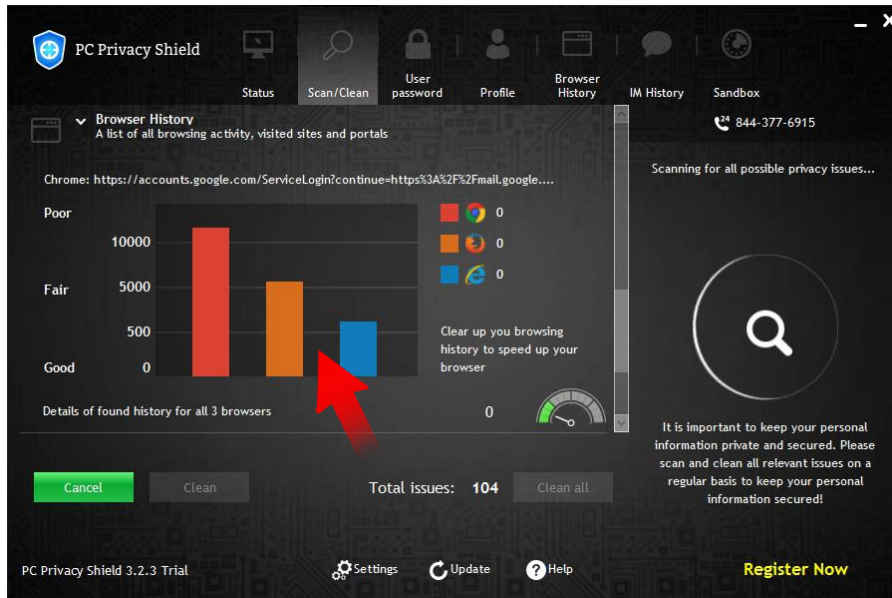 PC Privacy Shield
Status
Scan/Clean
User
password
Profile
Browser
History
IM History
Sandbox
Browser History
A list of all browsing activity, visited sites and portals
24 844-377-6915
Chrome: https://accounts.google.com/ServiceLogin?continue=https%3A%2F%2Fmail.google....
Scanning for all possible privacy issues...
Poor
10000
Fair
5000
500
Good
0
0
0
0
Clear up you browsing
history to speed up your
browser
Details of found history for all 3 browsers
0
It is important to keep your personal
information private and secured. Please
scan and clean all relevant issues on a
regular basis to keep your personal
information secured!
Cancel
Clean
Total issues: 104
Clean all
PC Privacy Shield 3.2.3 Trial
Settings
Update
Help
Register Now